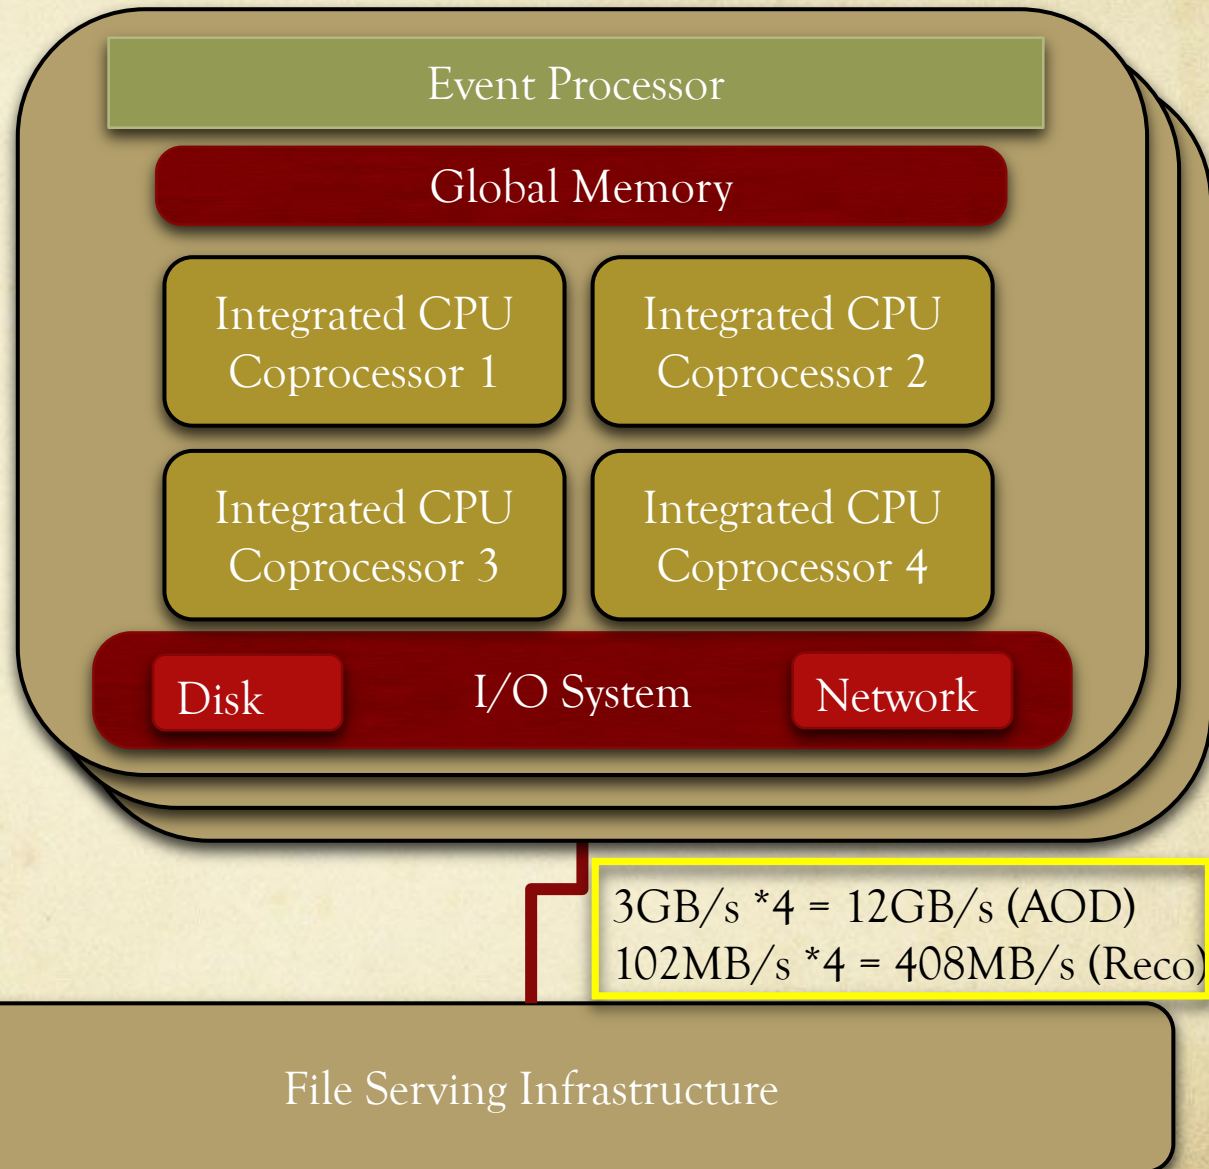 Event Processor
Global Memory
Integrated CPU
Coprocessor 1
Integrated CPU
Coprocessor 2
Integrated CPU
Coprocessor 3
Integrated CPU
Coprocessor 4
Disk
I/O System
Network
3GB/s *4 = 12GB/s (AOD)
102MB/s *4 = 408MB/s (Reco)
File Serving Infrastructure